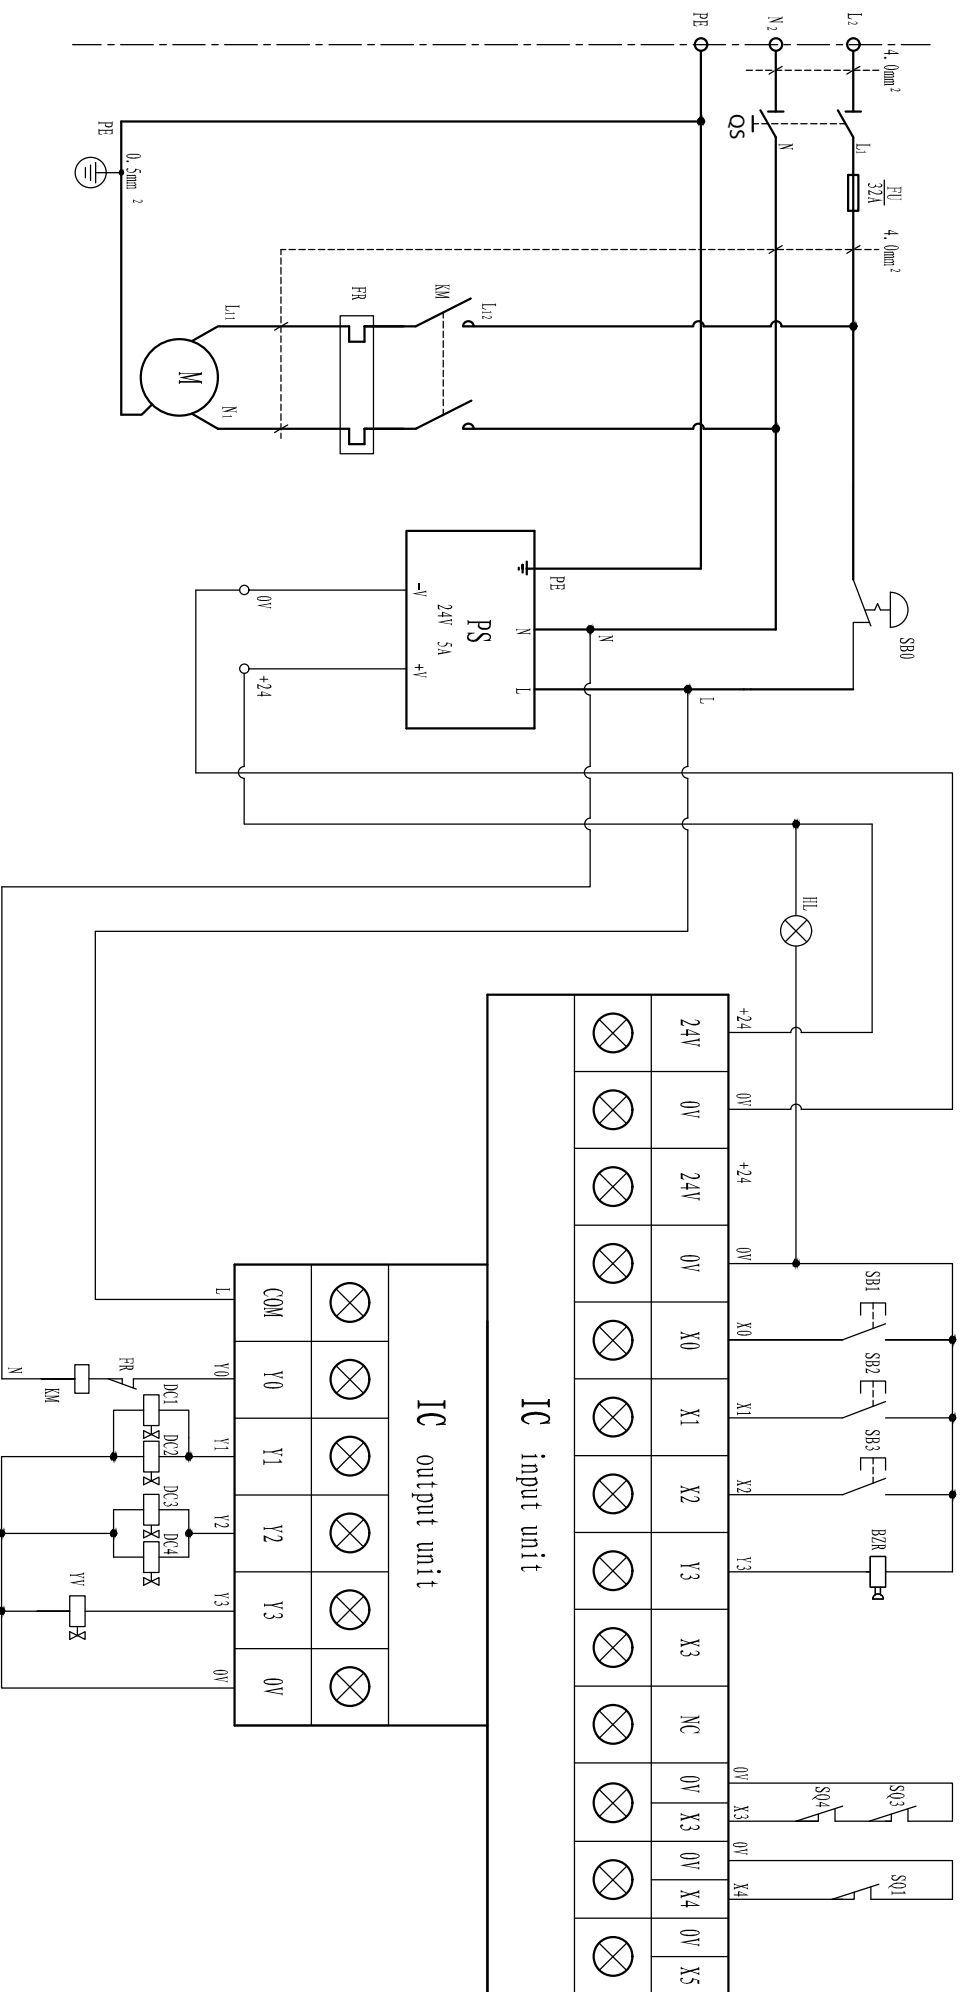 L2
N2
PE
4.0mm²
QS
L1
N
FU
32A
4.0mm²
PE
0.5mm²
L11
N1
M
FR
KM
L12
SB0
PE
N
L
PS
24V 5A
-V
+V
N
L
0V
+24
HL
+24
0V
+24
0V
X0
X1
X2
Y3
SB1
SB2
SB3
BZR
0V
X3
0V
X4
SQ4
SQ3
SQ1
24V
0V
24V
0V
X0
X1
X2
Y3
X3
NC
0V
X3
0V
X4
0V
X5
IC input unit
IC output unit
COM
Y0
Y1
Y2
Y3
0V
L
Y0
Y1
Y2
Y3
0V
N
KM
FR
DC1
DC2
DC3
DC4
YV